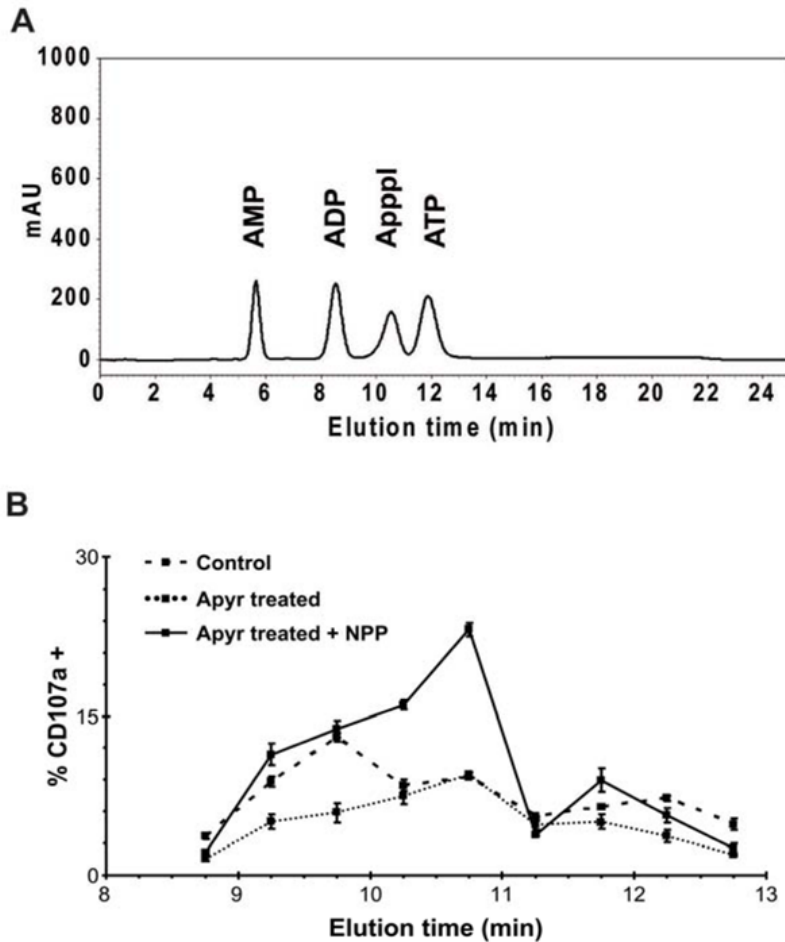 A
1000
800
600
400
200
0
mAU
AMP
ADP
ApppI
ATP
0 2 4 6 8 10 12 14 16 18 20 22 24
Elution time (min)
B
30
15
0
% CD107a +
Control
Apyr treated
Apyr treated + NPP
8 9 10 11 12 13
Elution time (min)